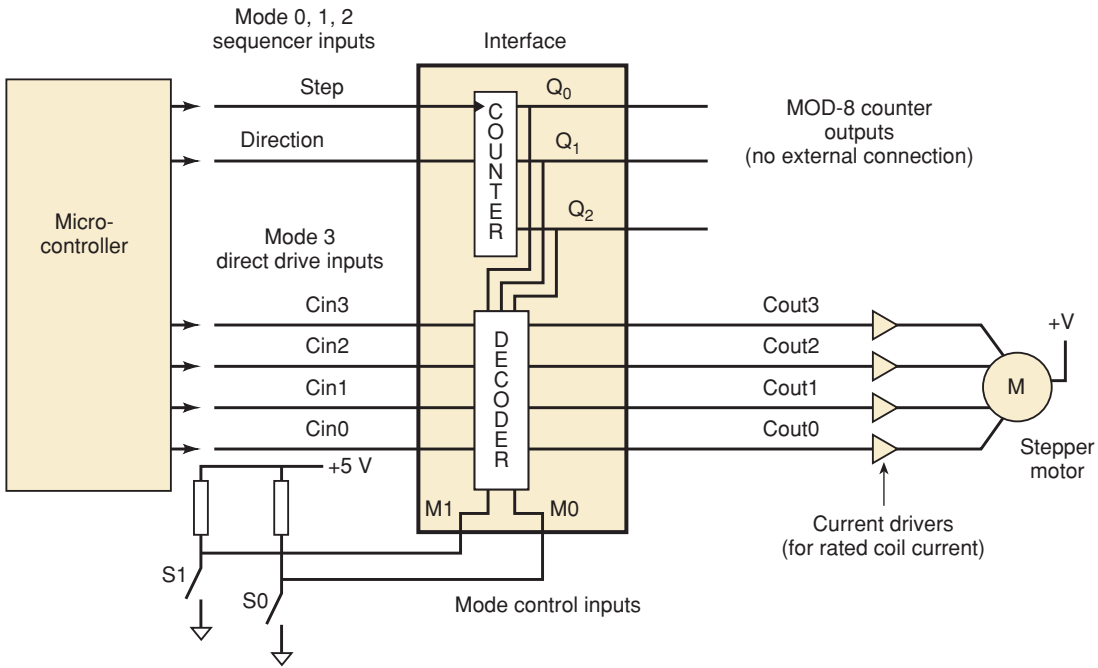 Mode 0, 1, 2
sequencer inputs
Interface
Step
Q0
Direction
Q1
MOD-8 counter
outputs
(no external connection)
COUNTER
Q2
Micro-
controller
Mode 3
direct drive inputs
Cin3
Cout3
+V
Cin2
Cout2
DECODER
M
Cin1
Cout1
Cin0
Cout0
Stepper
motor
+5 V
M1
M0
Current drivers
(for rated coil current)
S1
S0
Mode control inputs